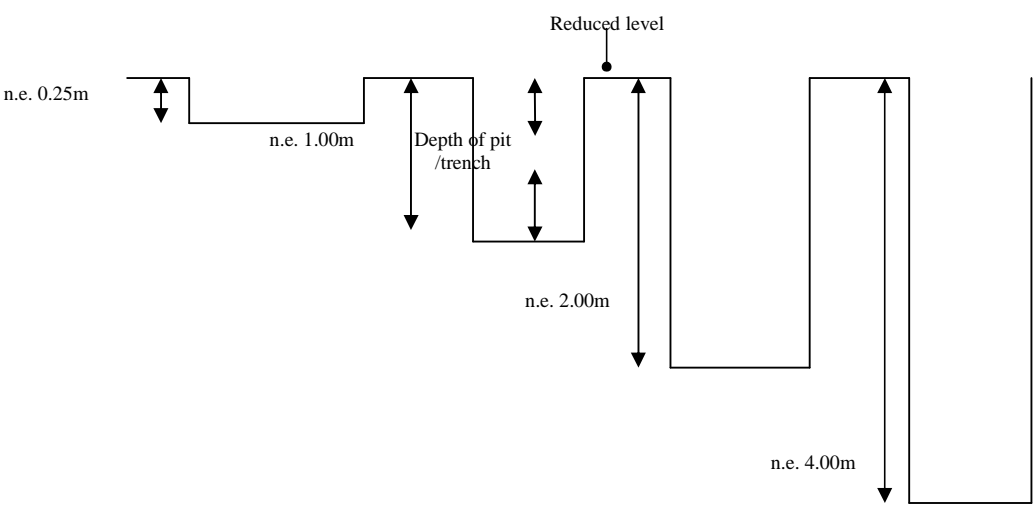 Reduced level
n.e. 0.25m
n.e. 1.00m
Depth of pit
/trench
n.e. 2.00m
n.e. 4.00m